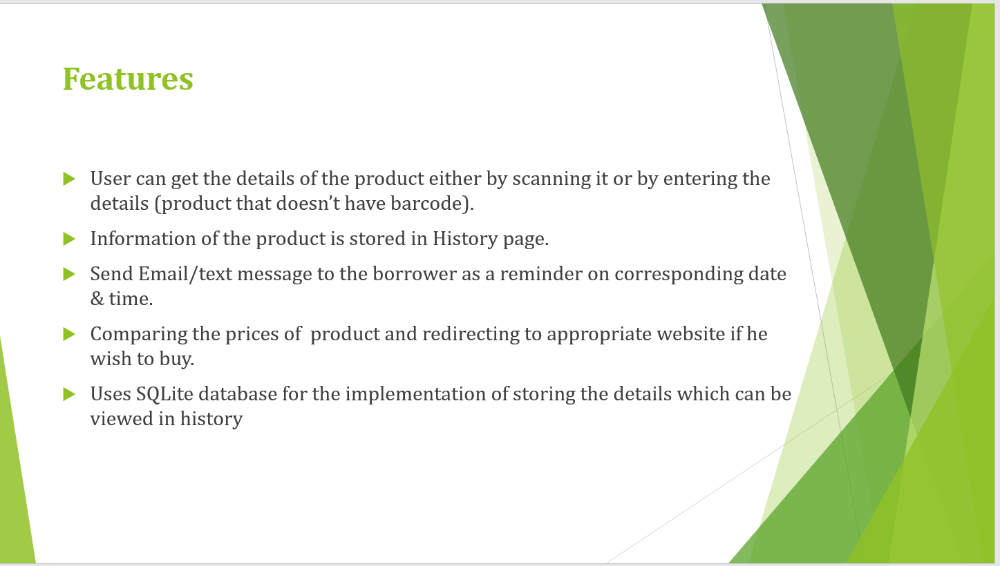 Features
User can get the details of the product either by scanning it or by entering the
details (product that doesn’t have barcode).
Information of the product is stored in History page.
Send Email/text message to the borrower as a reminder on corresponding date
& time.
Comparing the prices of  product and redirecting to appropriate website if he
wish to buy.
Uses SQLite database for the implementation of storing the details which can be
viewed in history